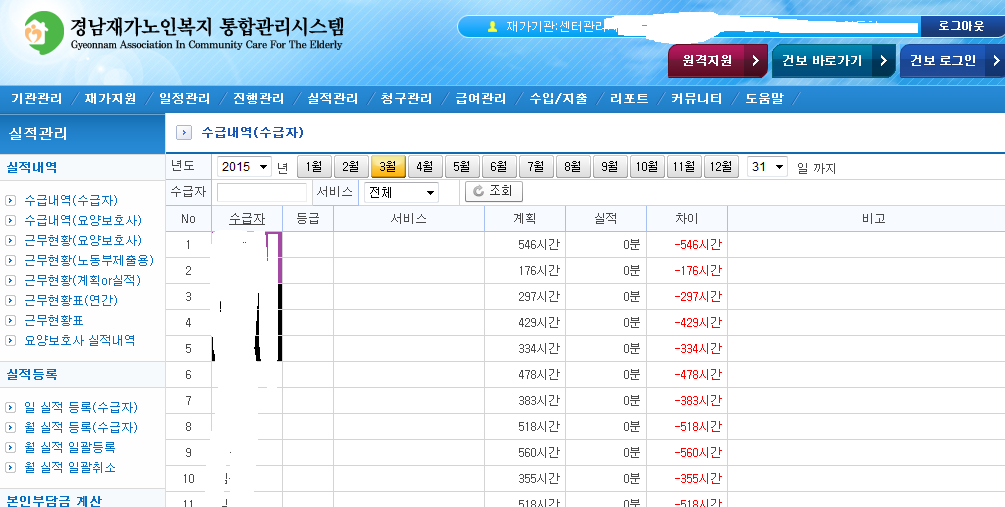 경남재가노인복지 통합관리시스템
Gyeonnam Association In Community Care For The Elderly
재가기관:센터관리
로그아웃
원격지원
건보 바로가기
건보 로그인
기관관리 / 재가지원 / 일정관리 / 진행관리 / 실적관리 / 청구관리 / 급여관리 / 수입/지출 / 리포트 / 커뮤니티 / 도움말 /
실적관리
실적내역
수급내역(수급자)
수급내역(요양보호사)
근무현황(요양보호사)
근무현황(노동부제출용)
근무현황(계획or실적)
근무현황표(연간)
근무현황표
요양보호사 실적내역
실적등록
일 실적 등록(수급자)
월 실적 등록(수급자)
월 실적 일괄등록
월 실적 일괄취소
본인부담금 계산
수급내역(수급자)
년도 2015 년 1월 2월 3월 4월 5월 6월 7월 8월 9월 10월 11월 12월 31 일 까지
수급자 서비스 전체 조회
No 수급자 등급 서비스 계획 실적 차이 비고
1 546시간 0분 -546시간
2 176시간 0분 -176시간
3 297시간 0분 -297시간
4 429시간 0분 -429시간
5 334시간 0분 -334시간
6 478시간 0분 -478시간
7 383시간 0분 -383시간
8 518시간 0분 -518시간
9 560시간 0분 -560시간
10 355시간 0분 -355시간
11 518시간 0분 -518시간